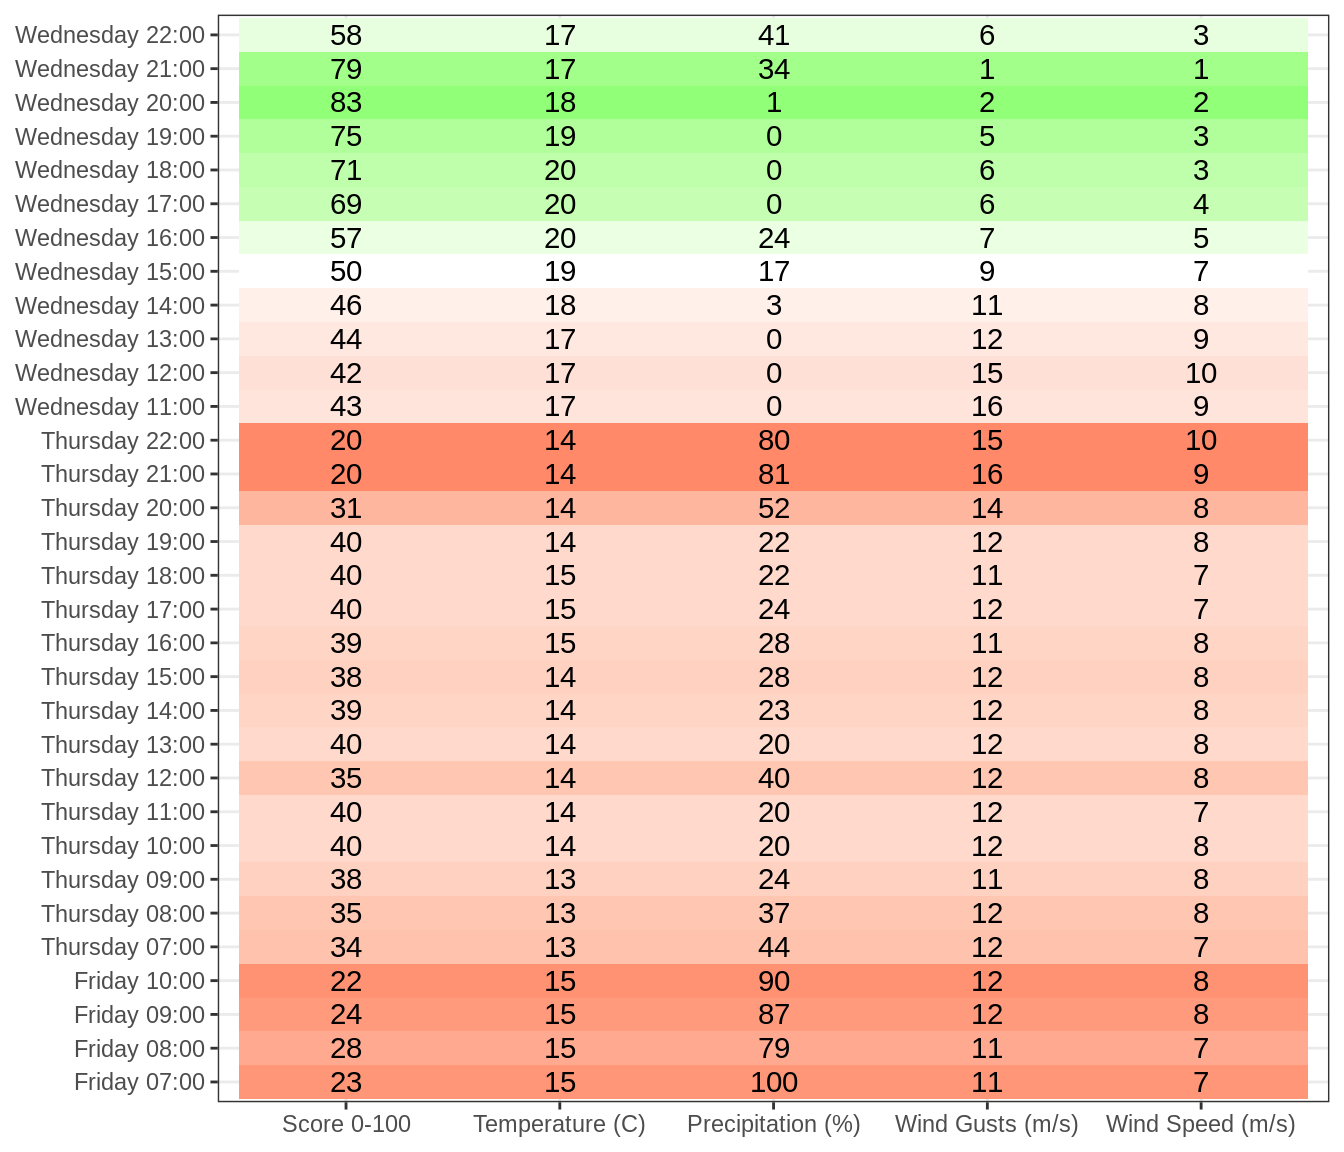 Wednesday 22:00 58 17 41 6 3
Wednesday 21:00 79 17 34 1 1
Wednesday 20:00 83 18 1 2 2
Wednesday 19:00 75 19 0 5 3
Wednesday 18:00 71 20 0 6 3
Wednesday 17:00 69 20 0 6 4
Wednesday 16:00 57 20 24 7 5
Wednesday 15:00 50 19 17 9 7
Wednesday 14:00 46 18 3 11 8
Wednesday 13:00 44 17 0 12 9
Wednesday 12:00 42 17 0 15 10
Wednesday 11:00 43 17 0 16 9
Thursday 22:00 20 14 80 15 10
Thursday 21:00 20 14 81 16 9
Thursday 20:00 31 14 52 14 8
Thursday 19:00 40 14 22 12 8
Thursday 18:00 40 15 22 11 7
Thursday 17:00 40 15 24 12 7
Thursday 16:00 39 15 28 11 8
Thursday 15:00 38 14 28 12 8
Thursday 14:00 39 14 23 12 8
Thursday 13:00 40 14 20 12 8
Thursday 12:00 35 14 40 12 8
Thursday 11:00 40 14 20 12 7
Thursday 10:00 40 14 20 12 8
Thursday 09:00 38 13 24 11 8
Thursday 08:00 35 13 37 12 8
Thursday 07:00 34 13 44 12 7
Friday 10:00 22 15 90 12 8
Friday 09:00 24 15 87 12 8
Friday 08:00 28 15 79 11 7
Friday 07:00 23 15 100 11 7
Score 0-100 Temperature (C) Precipitation (%) Wind Gusts (m/s) Wind Speed (m/s)